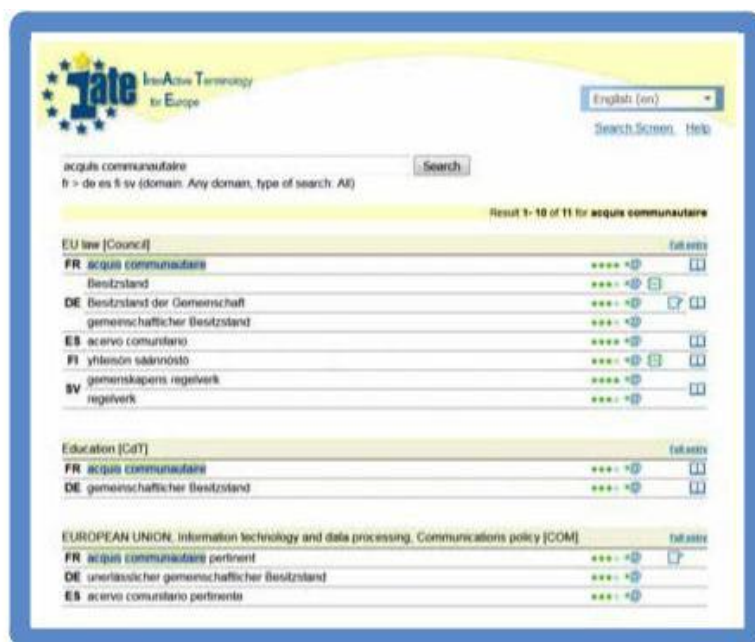 Iate InterActive Terminology
for Europe
English (en)
Search Screen Help
acquis communautaire Search
fr > de es fi sv (domain: Any domain, type of search: All)
Result 1- 10 of 11 for acquis communautaire
EU law [Council] Full entry
FR acquis communautaire
Besitzstand
DE Besitzstand der Gemeinschaft
gemeinschaftlicher Besitzstand
ES acervo comunitario
FI yhteisön säännöstö
SV gemenskapens regelverk
regelverk
Education [CdT] Full entry
FR acquis communautaire
DE gemeinschaftlicher Besitzstand
EUROPEAN UNION, Information technology and data processing, Communications policy [COM] Full entry
FR acquis communautaire pertinent
DE unerlässlicher gemeinschaftlicher Besitzstand
ES acervo comunitario pertinente